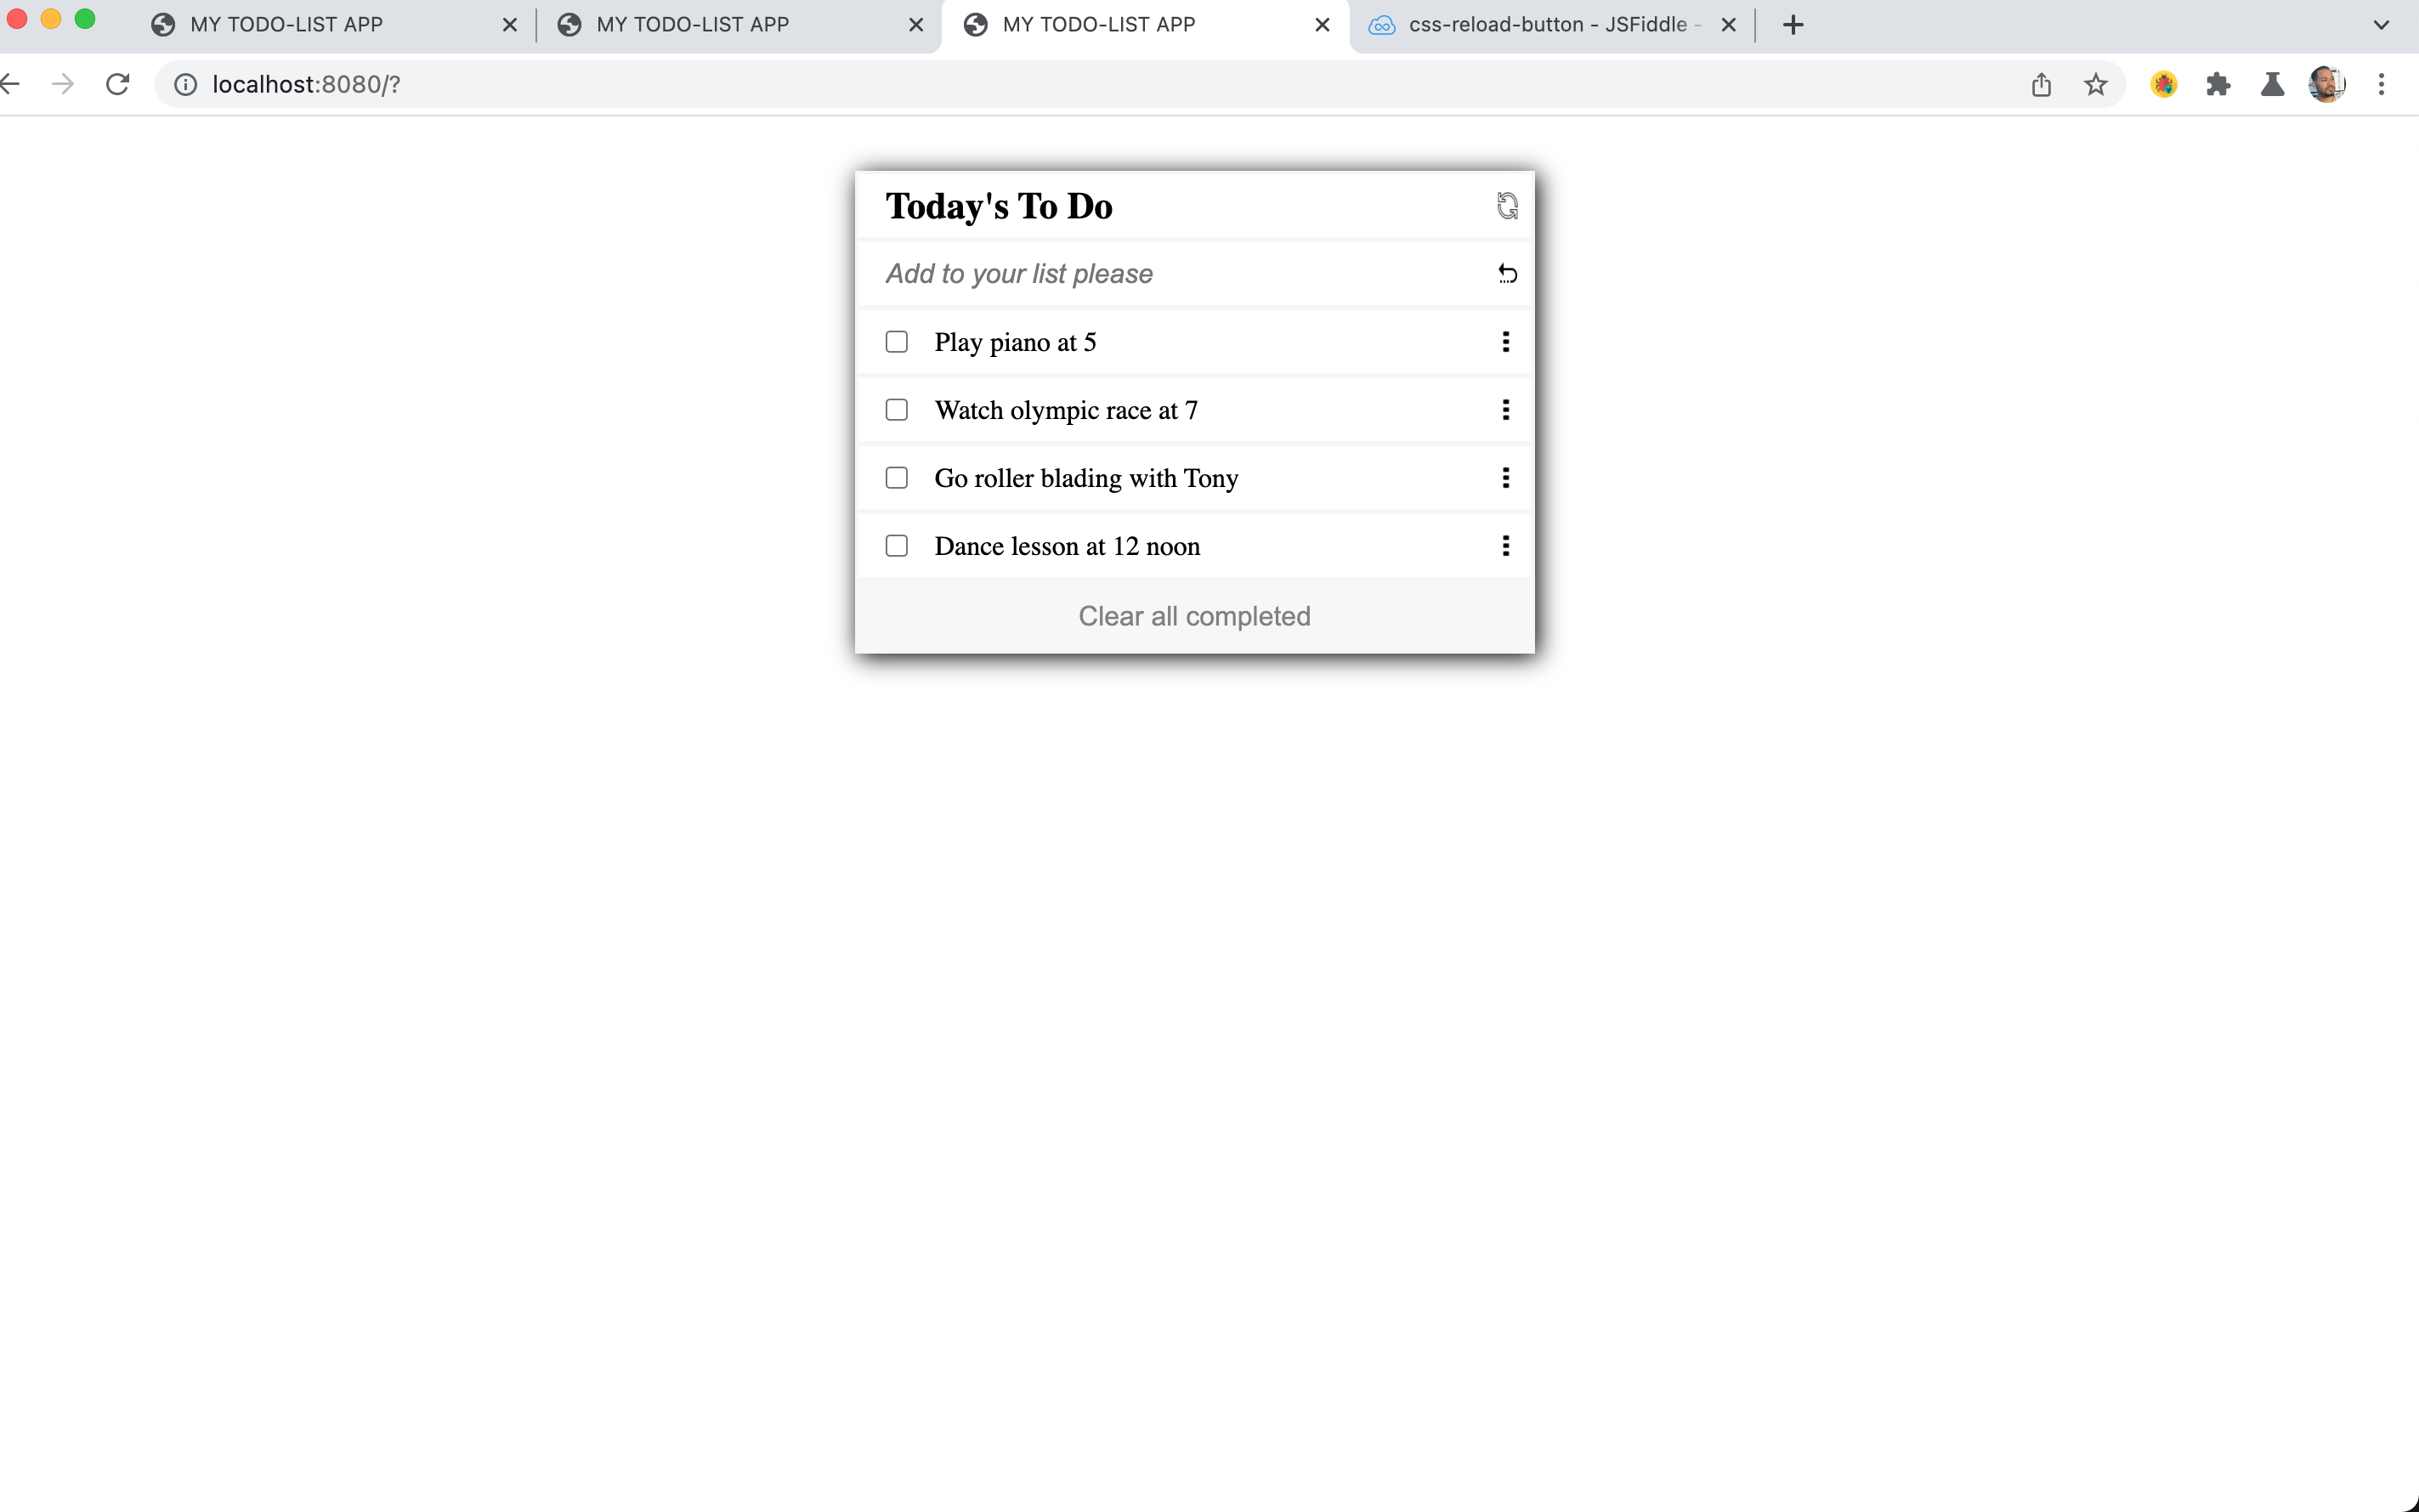 MY TODO-LIST APP
MY TODO-LIST APP
MY TODO-LIST APP
css-reload-button - JSFiddle -
localhost:8080/?
Today's To Do
Add to your list please
Play piano at 5
Watch olympic race at 7
Go roller blading with Tony
Dance lesson at 12 noon
Clear all completed